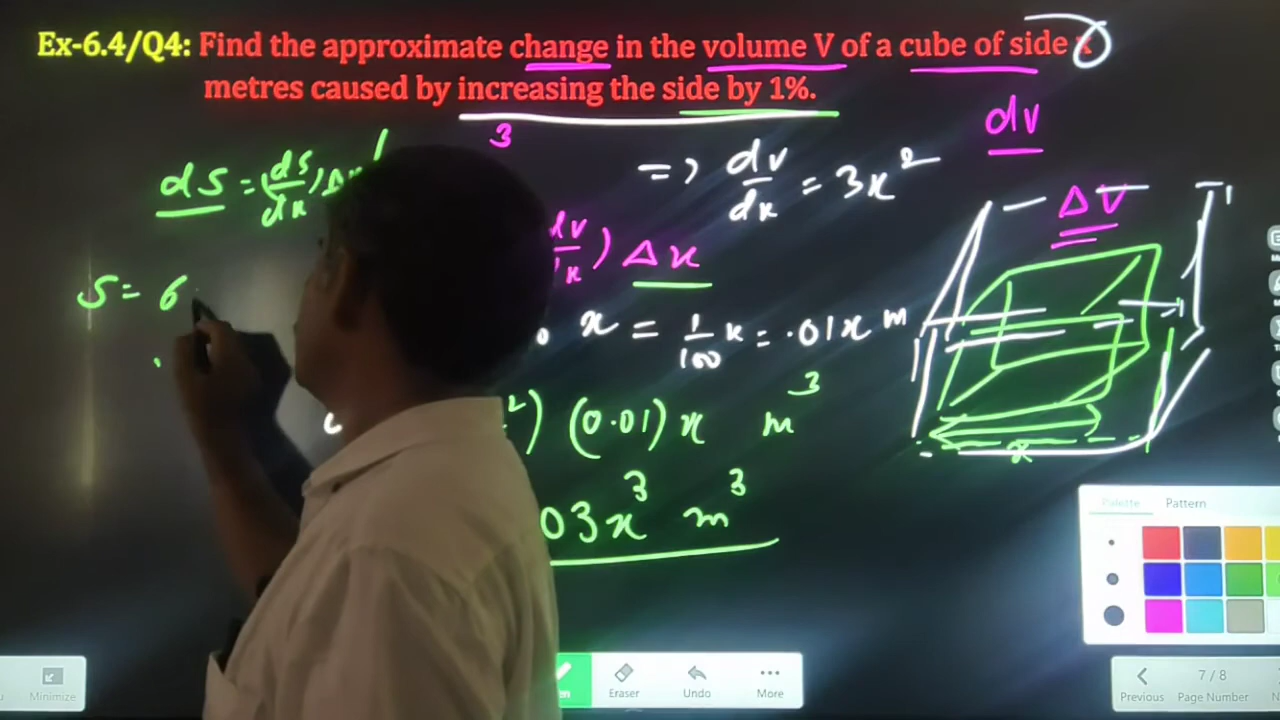 Ex-6.4/Q4: Find the approximate change in the volume V of a cube of side x
metres caused by increasing the side by 1%.
3
dv
dS = (dS/dx) Δx
=> dv/dx = 3x²
ΔV
) Δx
S = 6
x = 1/100 x = .01x m
²) (0.01) x m³
03x³ m³
x
Palette Pattern
Minimize
Eraser
Undo
More
7 / 8
Previous Page Number